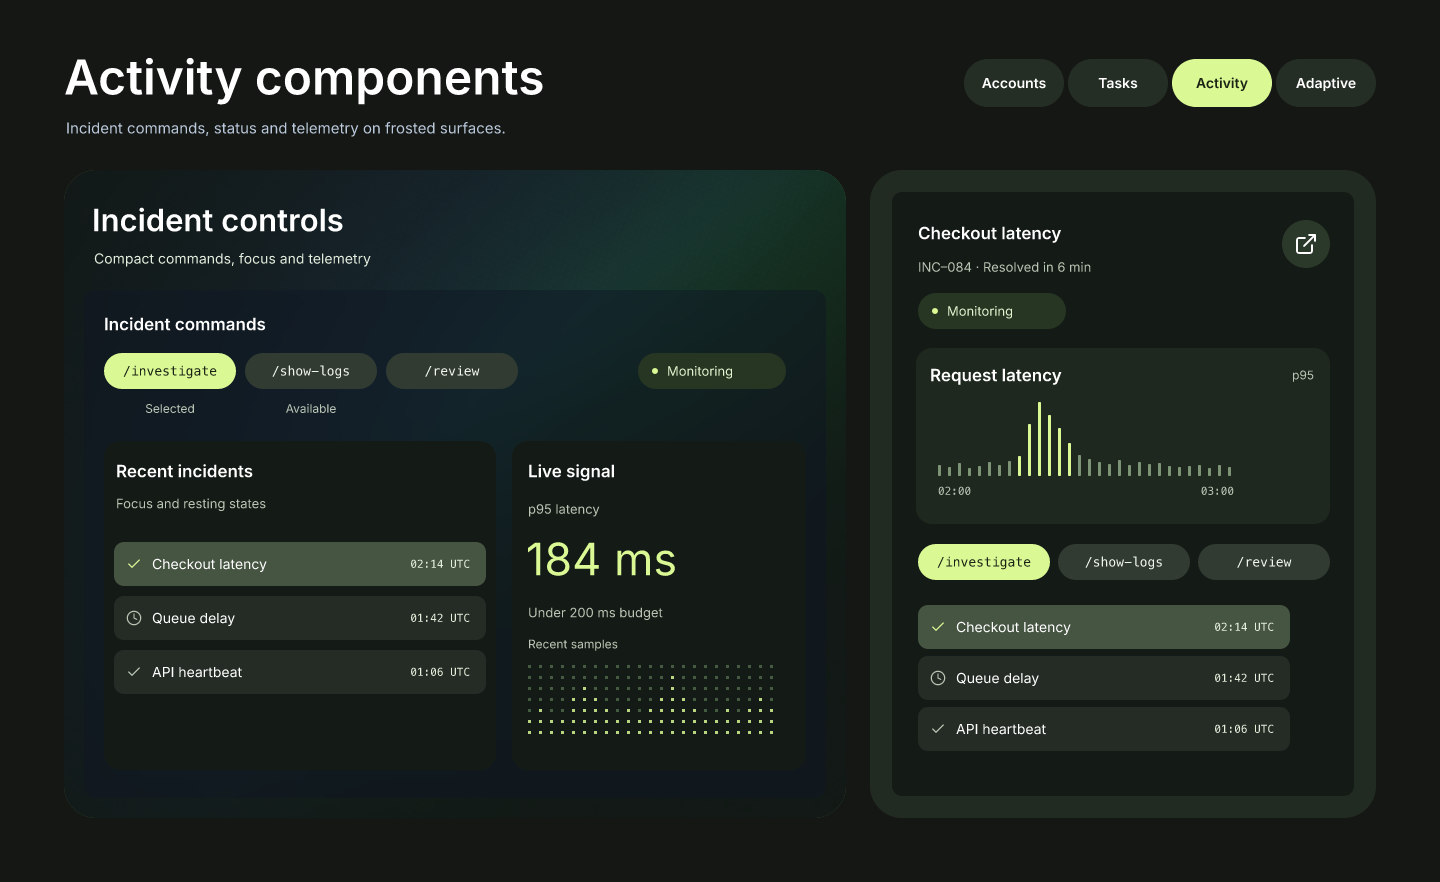 Activity components
Incident commands, status and telemetry on frosted surfaces.
Accounts
Tasks
Activity
Adaptive
Incident controls
Compact commands, focus and telemetry
Incident commands
/investigate
/show-logs
/review
Monitoring
Selected
Available
Recent incidents
Focus and resting states
Checkout latency 02:14 UTC
Queue delay 01:42 UTC
API heartbeat 01:06 UTC
Live signal
p95 latency
184 ms
Under 200 ms budget
Recent samples
Checkout latency
INC–084 · Resolved in 6 min
Monitoring
Request latency p95
02:00 03:00
/investigate
/show-logs
/review
Checkout latency 02:14 UTC
Queue delay 01:42 UTC
API heartbeat 01:06 UTC